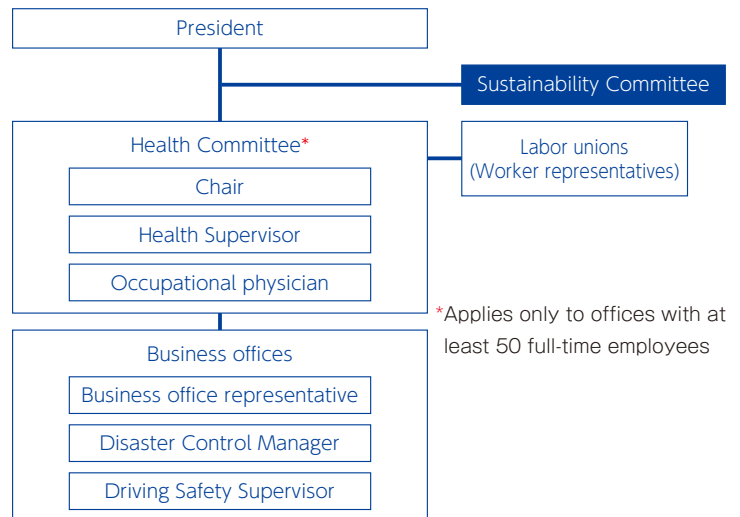 President
Sustainability Committee
Health Committee*
Chair
Health Supervisor
Occupational physician
Labor unions
(Worker representatives)
*Applies only to offices with at
least 50 full-time employees
Business offices
Business office representative
Disaster Control Manager
Driving Safety Supervisor